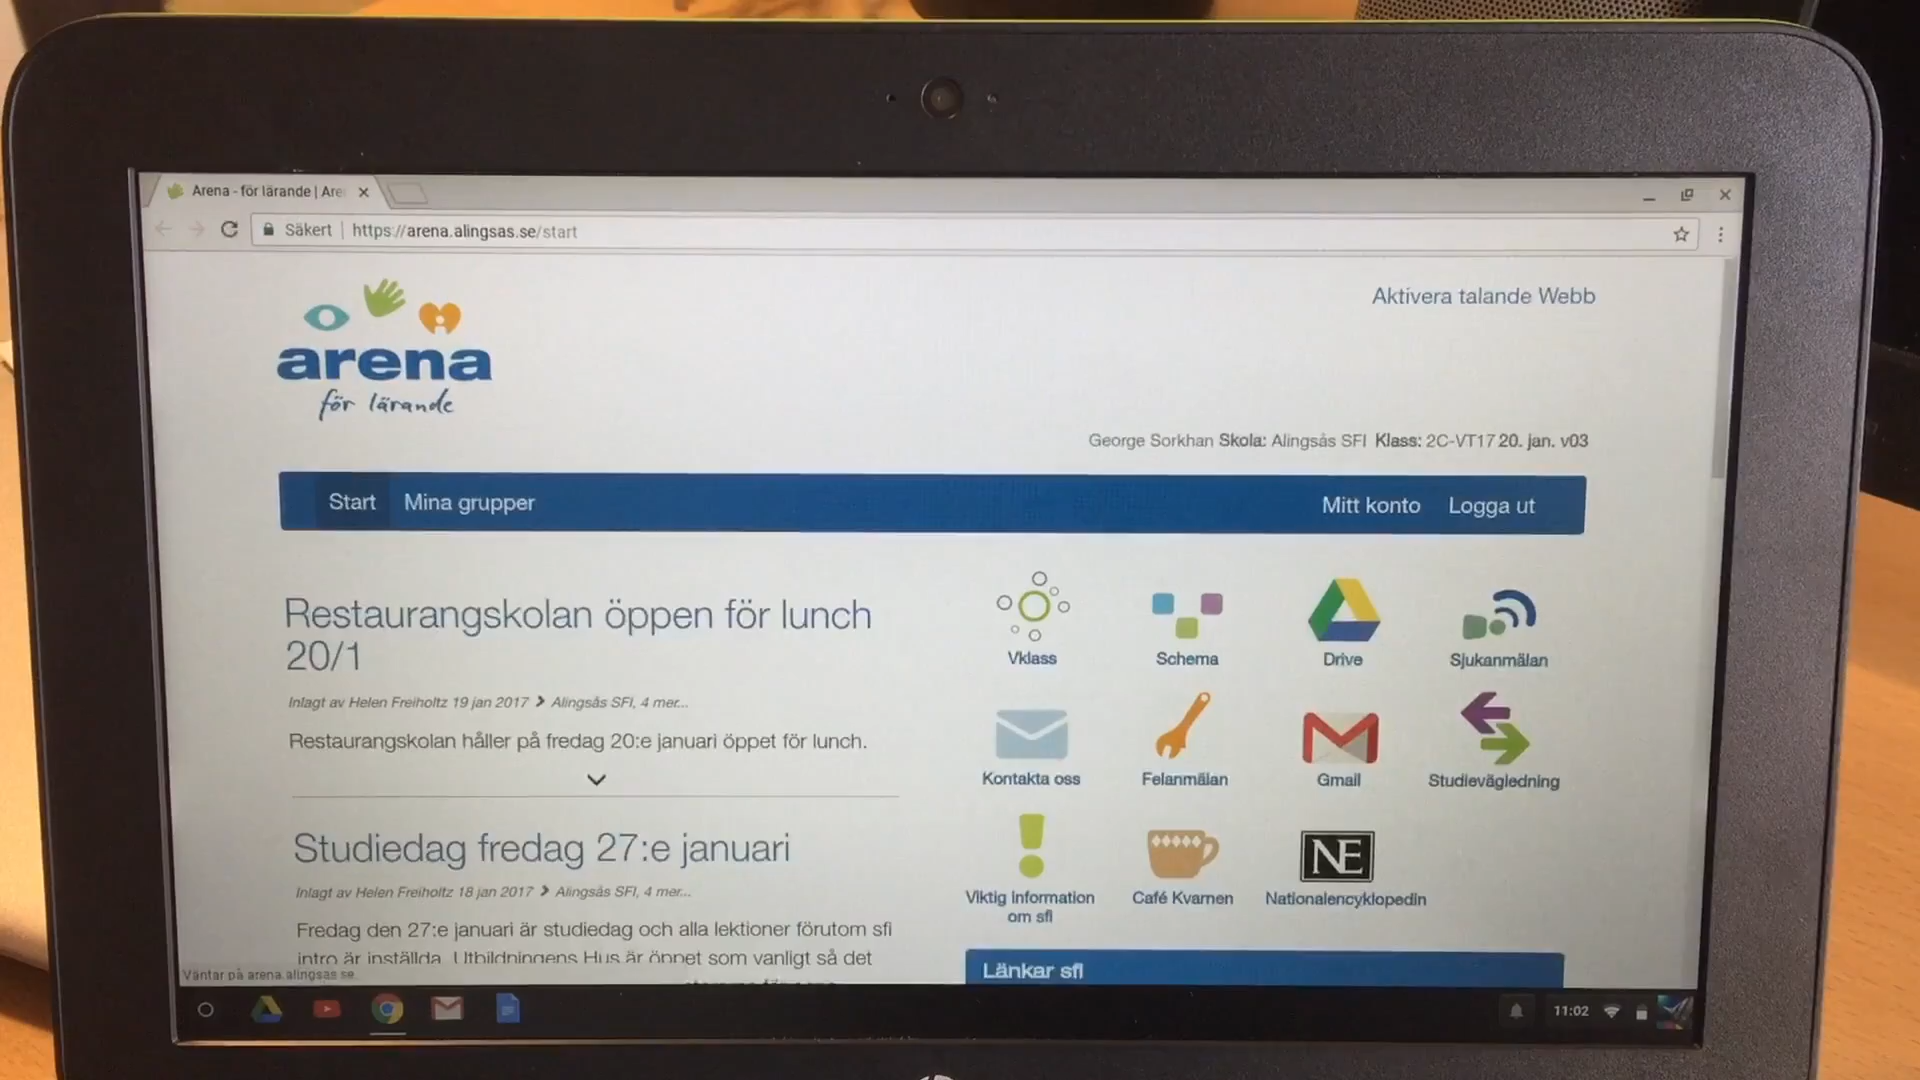 Arena - för lärande | Are
Säkert
https://arena.alingsas.se/start
Aktivera talande Webb
arena
för lärande
George Sorkhan Skola: Alingsås SFI Klass: 2C-VT17 20. jan. v03
Start Mina grupper Mitt konto Logga ut
Restaurangskolan öppen för lunch
20/1
Inlagt av Helen Freiholtz 19 jan 2017 > Alingsås SFI, 4 mer...
Restaurangskolan håller på fredag 20:e januari öppet för lunch.
Studiedag fredag 27:e januari
Inlagt av Helen Freiholtz 18 jan 2017 > Alingsås SFI, 4 mer...
Fredag den 27:e januari är studiedag och alla lektioner förutom sfi
intro är inställda. Utbildningens Hus är öppet som vanligt så det
Vklass Schema Drive Sjukanmälan
Kontakta oss Felanmälan Gmail Studievägledning
NE
Viktig information
om sfi
Café Kvarnen Nationalencyklopedin
Länkar sfi
Väntar på arena.alingsas.se...
11:02